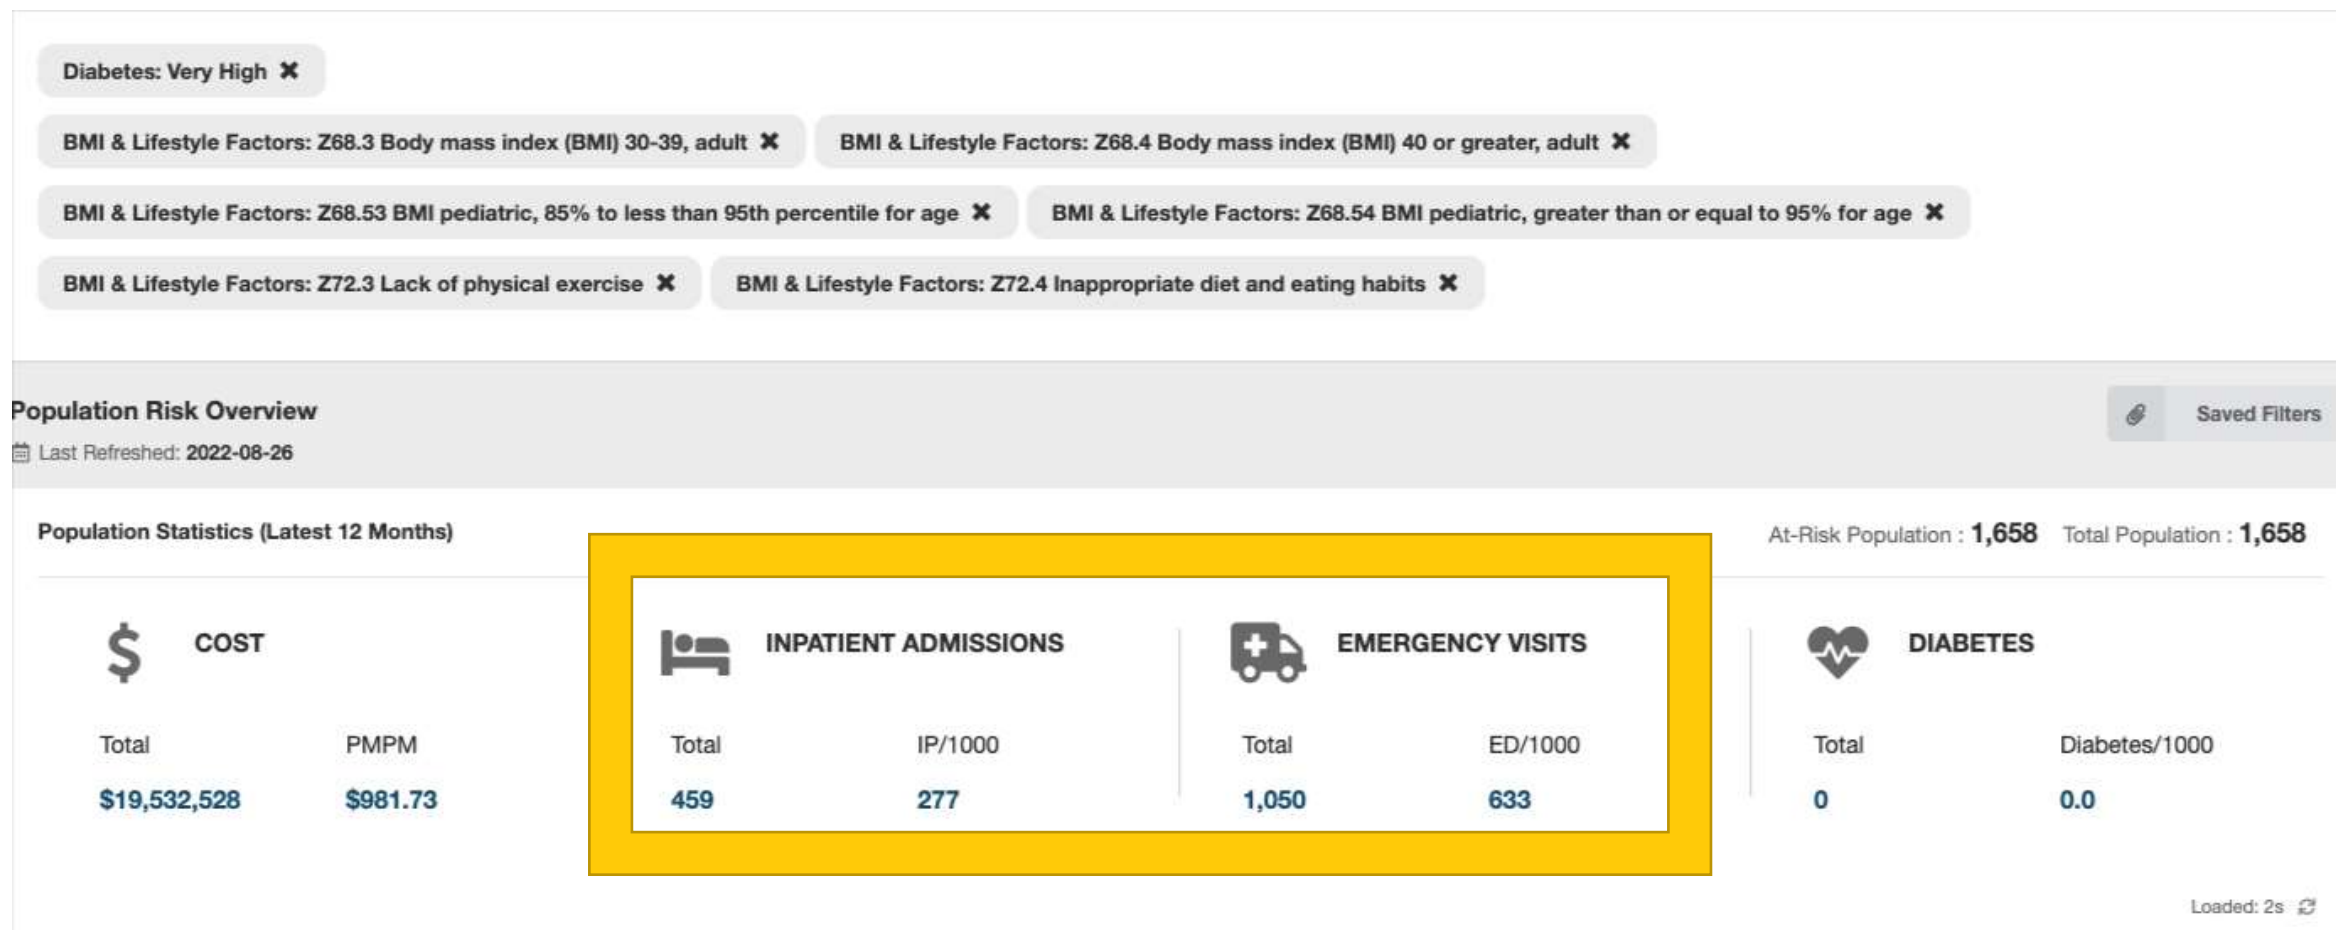 Diabetes: Very High ✖
BMI & Lifestyle Factors: Z68.3 Body mass index (BMI) 30-39, adult ✖ BMI & Lifestyle Factors: Z68.4 Body mass index (BMI) 40 or greater, adult ✖
BMI & Lifestyle Factors: Z68.53 BMI pediatric, 85% to less than 95th percentile for age ✖ BMI & Lifestyle Factors: Z68.54 BMI pediatric, greater than or equal to 95% for age ✖
BMI & Lifestyle Factors: Z72.3 Lack of physical exercise ✖ BMI & Lifestyle Factors: Z72.4 Inappropriate diet and eating habits ✖
Population Risk Overview
Saved Filters
Last Refreshed: 2022-08-26
Population Statistics (Latest 12 Months)
At-Risk Population : 1,658 Total Population : 1,658
COST INPATIENT ADMISSIONS EMERGENCY VISITS DIABETES
Total PMPM Total IP/1000 Total ED/1000 Total Diabetes/1000
$19,532,528 $981.73 459 277 1,050 633 0 0.0
Loaded: 2s